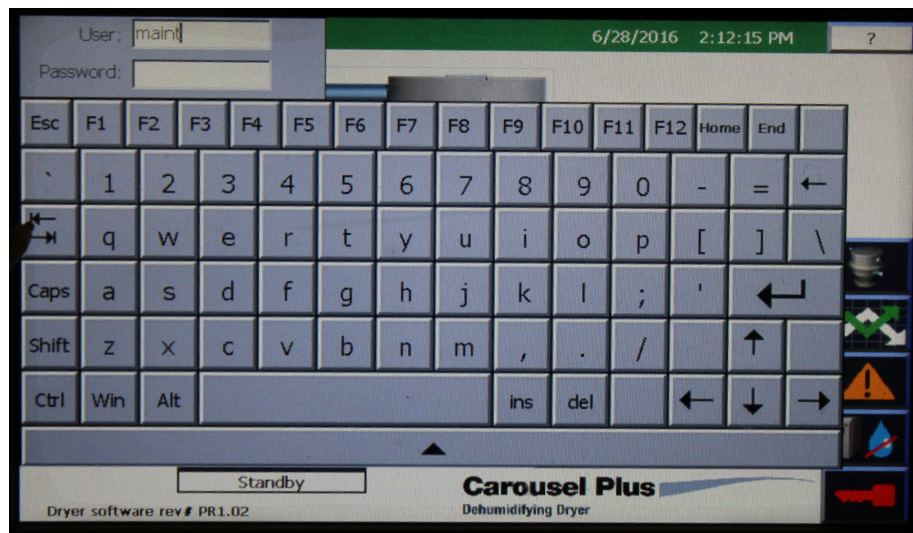 User: maint
6/28/2016 2:12:15 PM ?
Password:
Esc F1 F2 F3 F4 F5 F6 F7 F8 F9 F10 F11 F12 Home End
` 1 2 3 4 5 6 7 8 9 0 - = ←
q w e r t y u i o p [ ] \
Caps a s d f g h j k l ; '
Shift z x c v b n m , . / ↑
Ctrl Win Alt ins del ← ↓ →
Standby
Carousel Plus
Dehumidifying Dryer
Dryer software rev# PR1.02